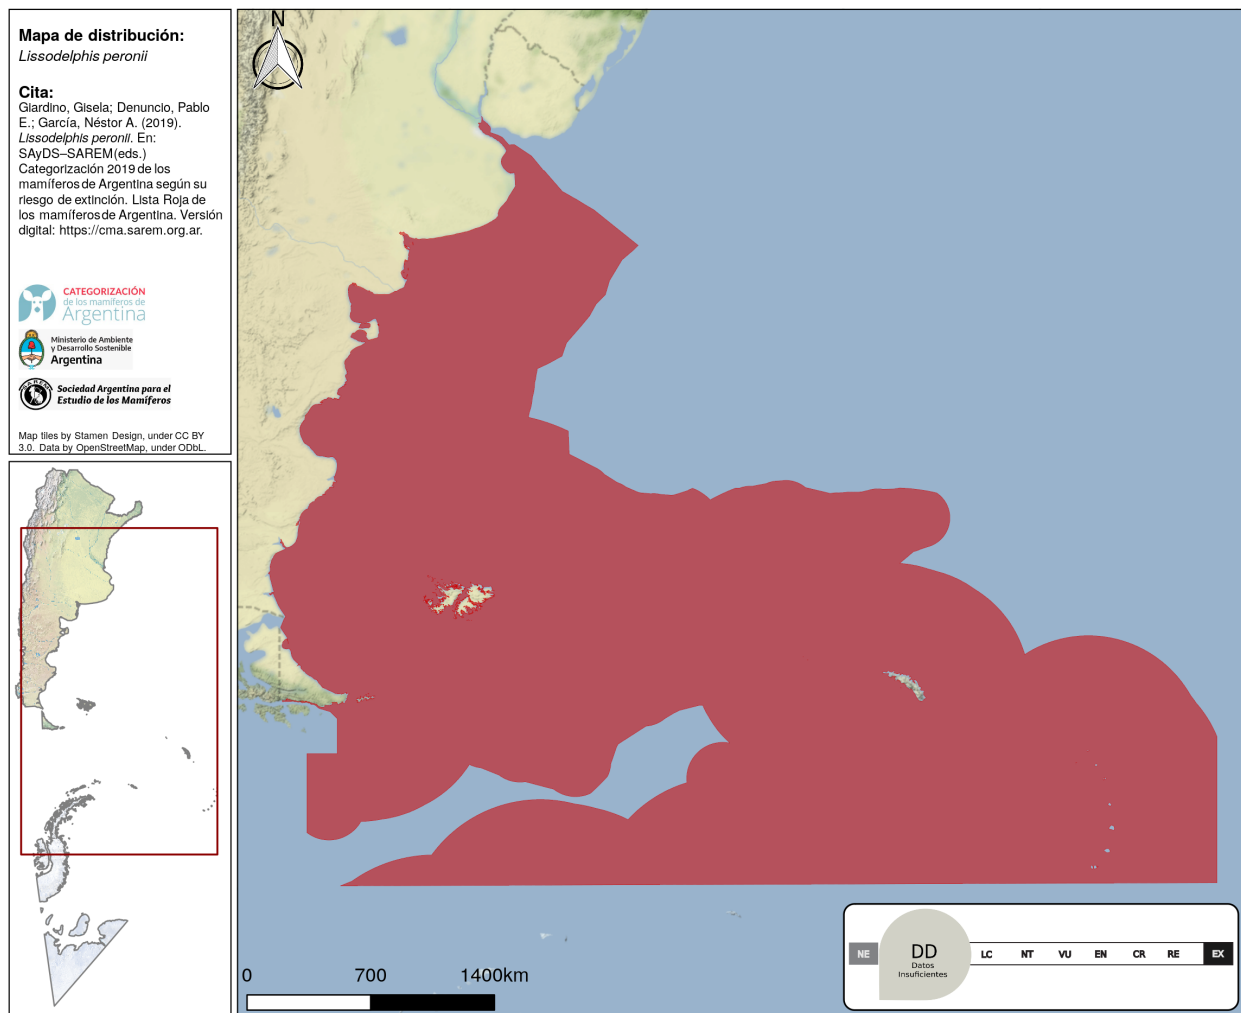 Mapa de distribución:
Lissodelphis peronii
Cita:
Giardino, Gisela; Denuncio, Pablo
E.; García, Néstor A. (2019).
Lissodelphis peronii. En:
SAyDS–SAREM(eds.)
Categorización 2019 de los
mamíferos de Argentina según su
riesgo de extinción. Lista Roja de
los mamíferos de Argentina. Versión
digital: https://cma.sarem.org.ar.
CATEGORIZACIÓN
de los mamíferos de
Argentina
Ministerio de Ambiente
y Desarrollo Sostenible
Argentina
SAREM
Sociedad Argentina para el
Estudio de los Mamíferos
Map tiles by Stamen Design, under CC BY
3.0. Data by OpenStreetMap, under ODbL.
N
0 700 1400km
NE DD LC NT VU EN CR RE EX
Datos
Insuficientes